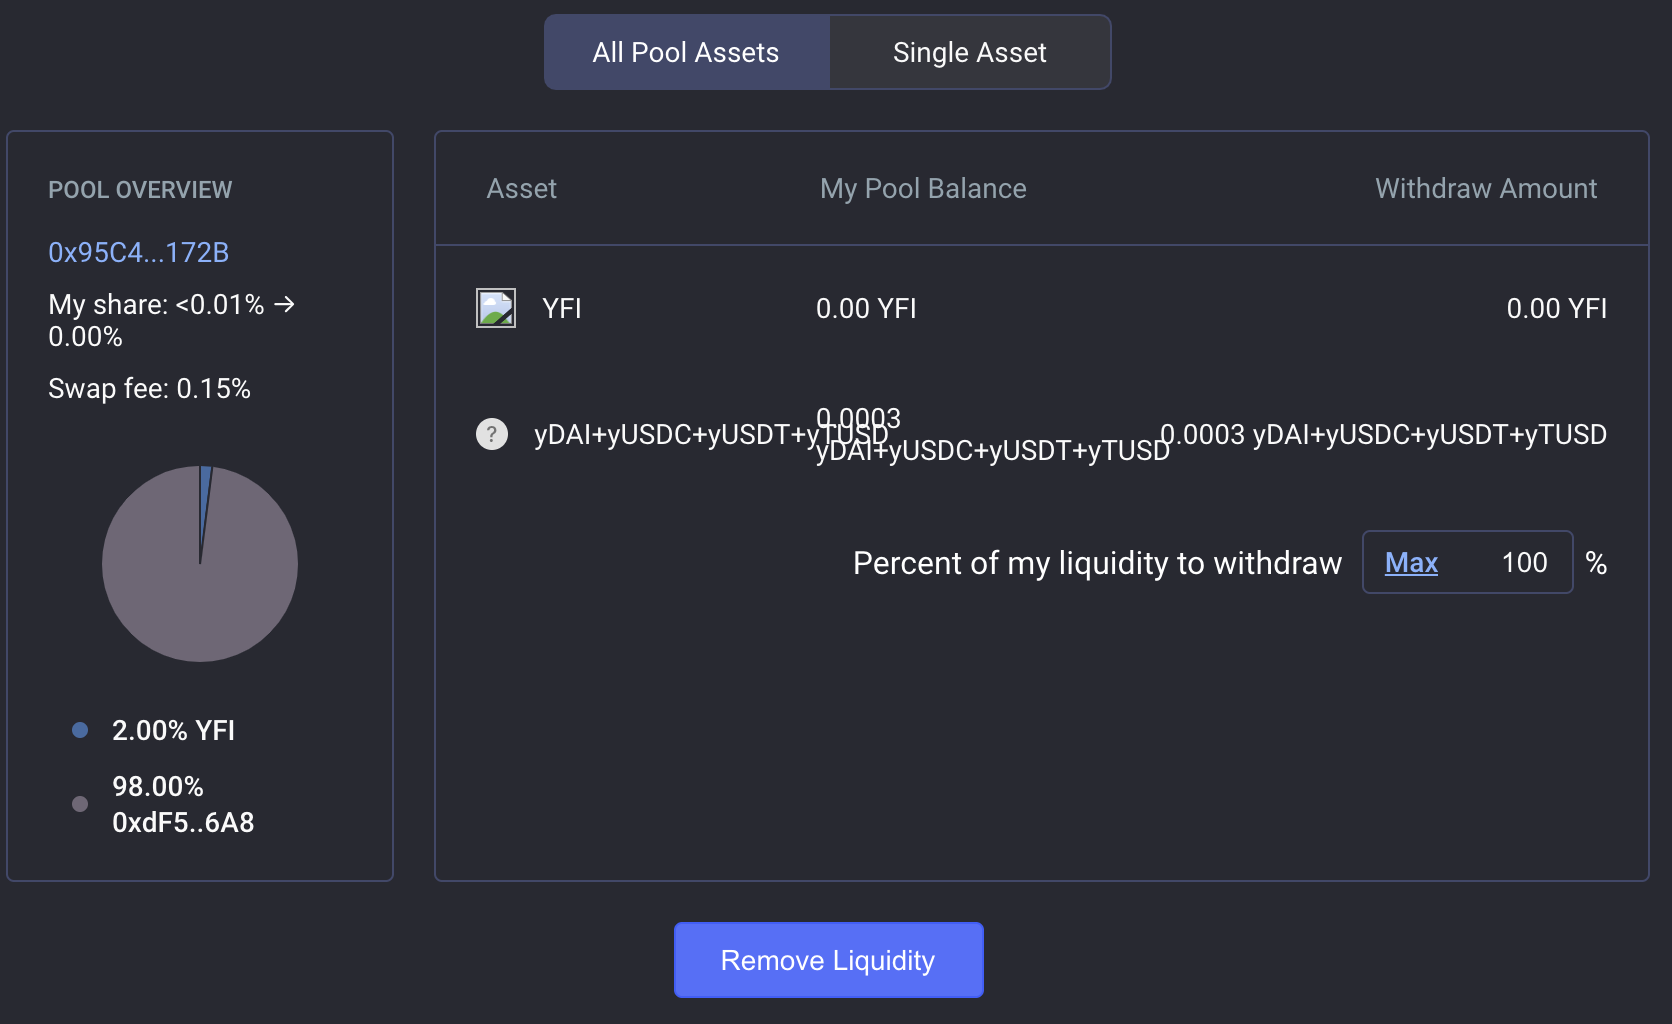 All Pool Assets
Single Asset
POOL OVERVIEW
0x95C4...172B
My share: <0.01% →
0.00%
Swap fee: 0.15%
2.00% YFI
98.00%
0xdF5..6A8
Asset
My Pool Balance
Withdraw Amount
YFI
0.00 YFI
0.00 YFI
?
yDAI+yUSDC+yUSDT+yTUSD
0.0003
yDAI+yUSDC+yUSDT+yTUSD
0.0003 yDAI+yUSDC+yUSDT+yTUSD
Percent of my liquidity to withdraw
Max
100
%
Remove Liquidity